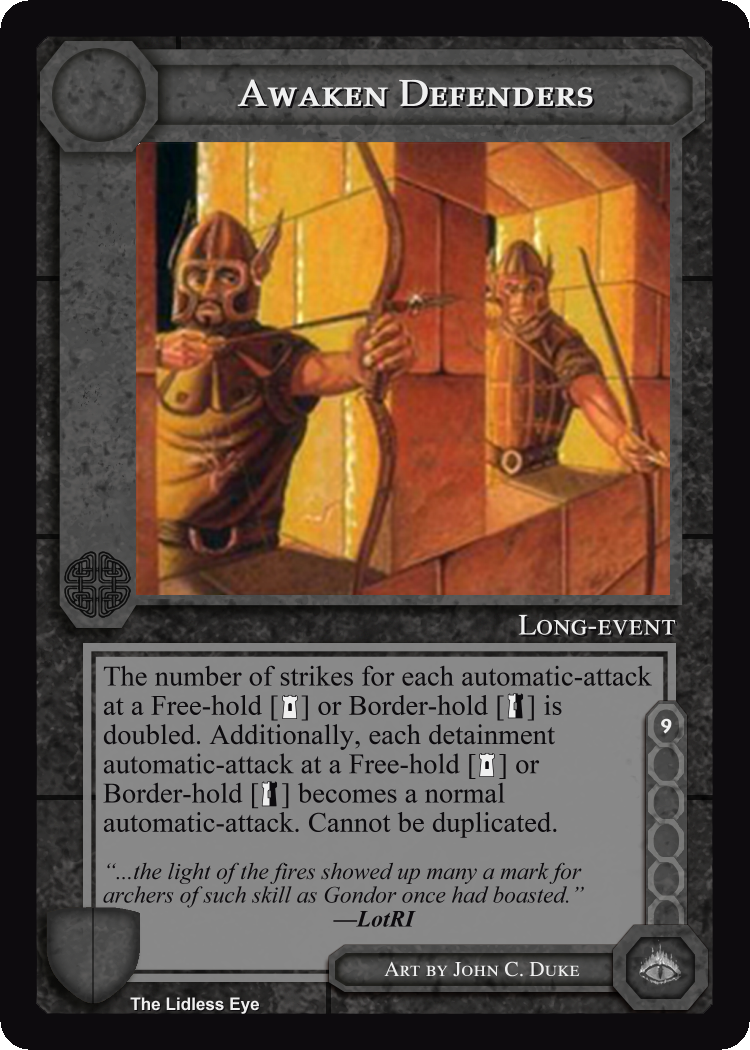 Awaken Defenders
Long-event
The number of strikes for each automatic-attack
at a Free-hold [ ] or Border-hold [ ] is
doubled. Additionally, each detainment
automatic-attack at a Free-hold [ ] or
Border-hold [ ] becomes a normal
automatic-attack. Cannot be duplicated.
9
“...the light of the fires showed up many a mark for
archers of such skill as Gondor once had boasted.”
—LotRI
Art by John C. Duke
The Lidless Eye